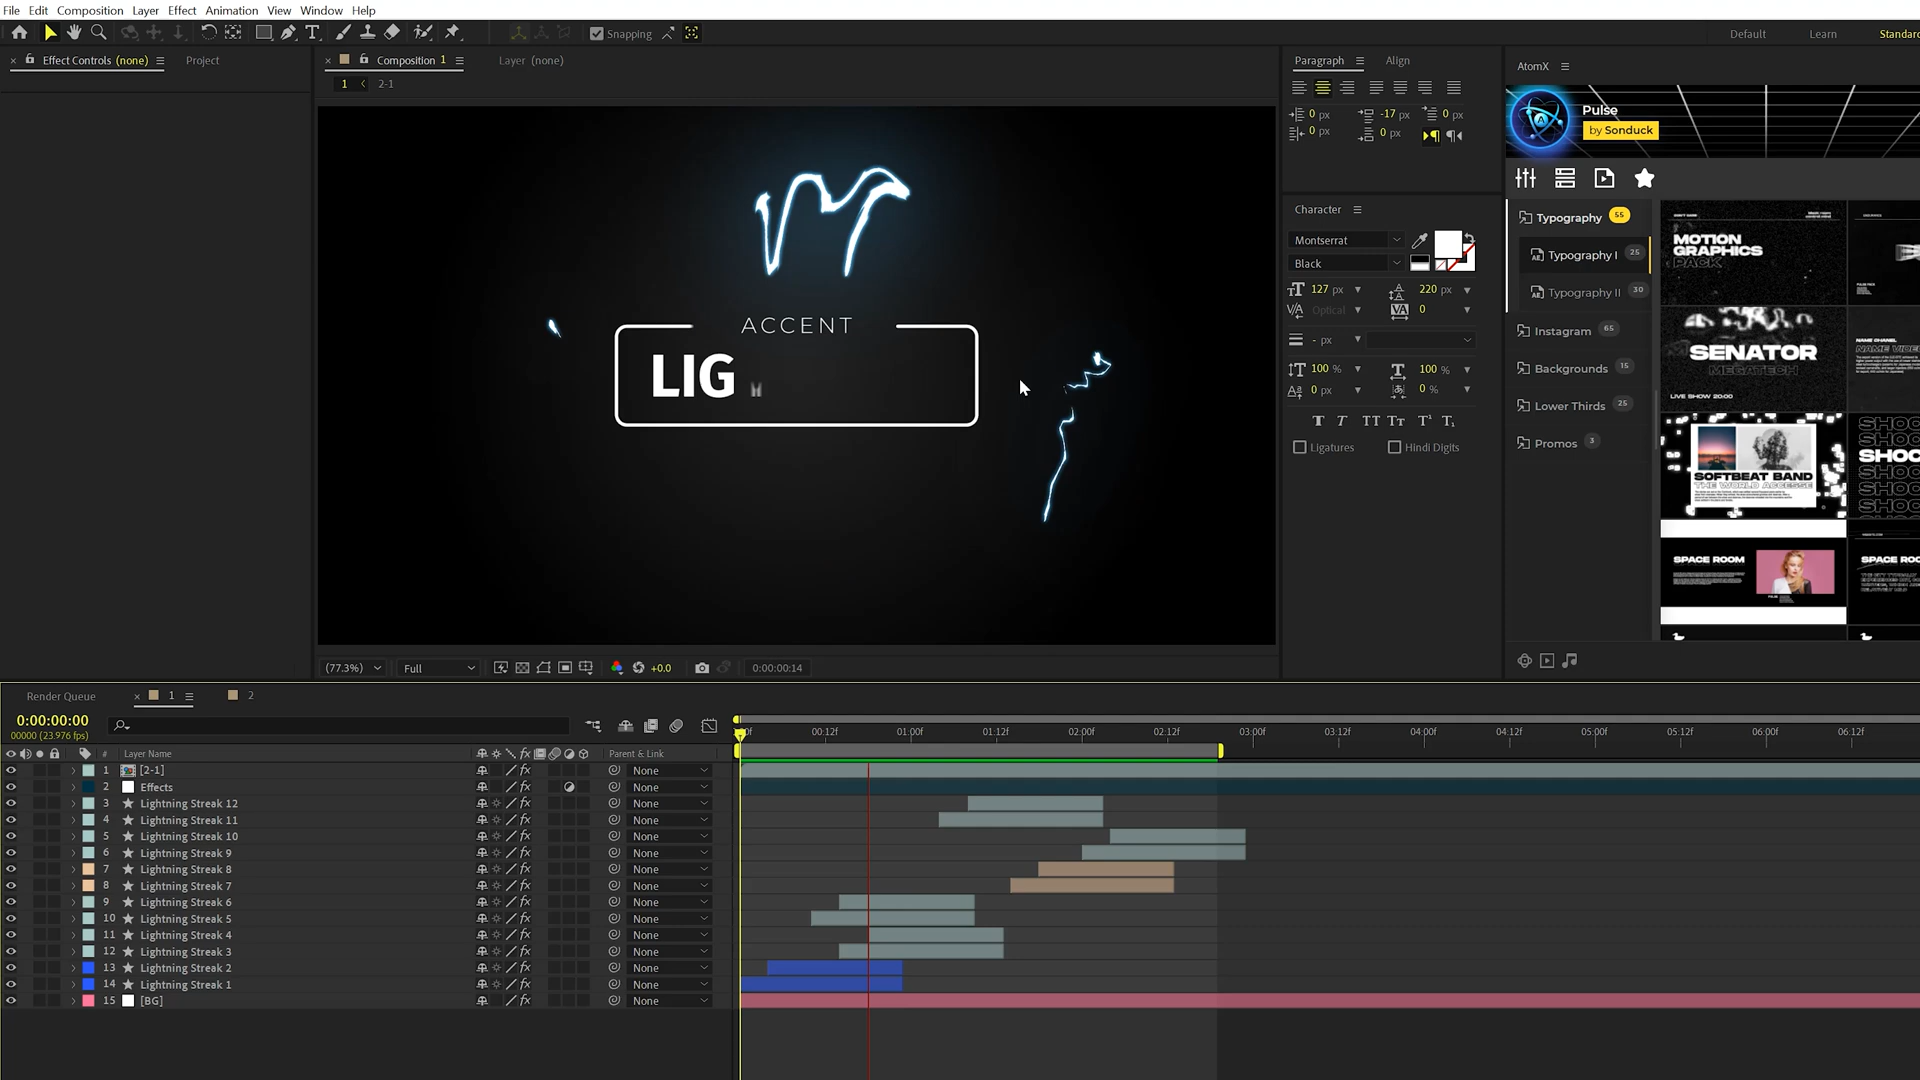 File Edit Composition Layer Effect Animation View Window Help
Snapping
Default Learn Standard
Effect Controls (none) Project
Composition 1 Layer (none)
1 2-1
ACCENT
LIG
(77.3%) Full +0.0 0:00:00:14
Paragraph Align
0 px -17 px 0 px
0 px 0 px
Character
Montserrat
Black
127 px 220 px
Optical 0
- px
100 % 100 %
0 px 0 %
Ligatures Hindi Digits
AtomX
Pulse
by Sonduck
Typography 55
Typography I 25
Typography II 30
Instagram 65
Backgrounds 15
Lower Thirds 25
Promos 3
MOTION
GRAPHICS
PACK
SENATOR
MEGATECH
LIVE SHOW 20:00
SOFTBEAT BAND
THE WORLD ACCESSE
SPACE ROOM
Render Queue 1 2
0:00:00:00
00000 (23.976 fps)
# Layer Name Parent & Link
00:12f 01:00f 01:12f 02:00f 02:12f 03:00f 03:12f 04:00f 04:12f 05:00f 05:12f 06:00f 06:12f
1 [2-1] None
2 Effects None
3 Lightning Streak 12 None
4 Lightning Streak 11 None
5 Lightning Streak 10 None
6 Lightning Streak 9 None
7 Lightning Streak 8 None
8 Lightning Streak 7 None
9 Lightning Streak 6 None
10 Lightning Streak 5 None
11 Lightning Streak 4 None
12 Lightning Streak 3 None
13 Lightning Streak 2 None
14 Lightning Streak 1 None
15 [BG] None